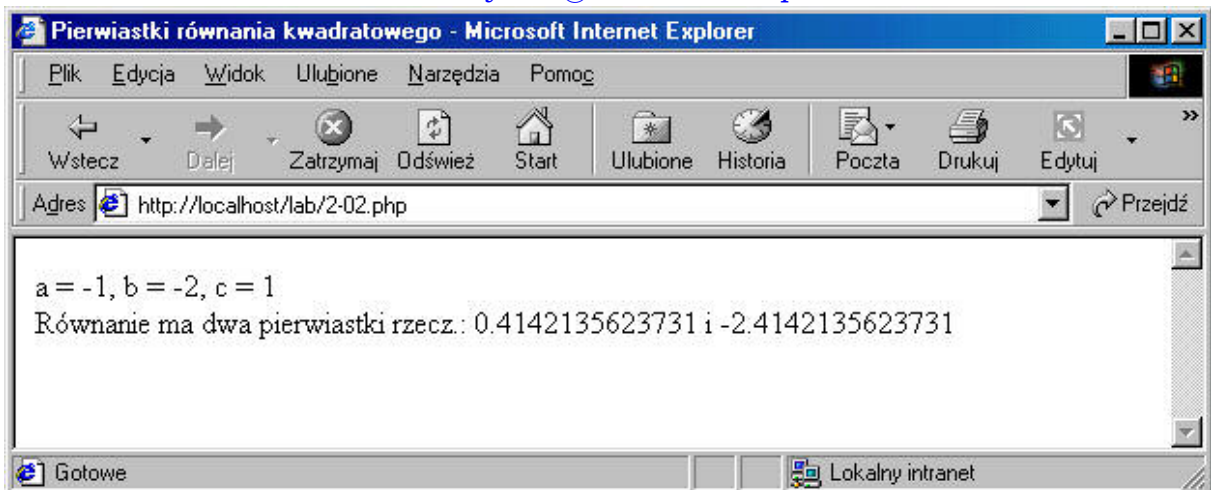 Pierwiastki równania kwadratowego - Microsoft Internet Explorer
Plik Edycja Widok Ulubione Narzędzia Pomoc
Wstecz Dalej Zatrzymaj Odśwież Start Ulubione Historia Poczta Drukuj Edytuj »
Adres http://localhost/lab/2-02.php Przejdź
a = -1, b = -2, c = 1
Równanie ma dwa pierwiastki rzecz.: 0.4142135623731 i -2.4142135623731
Gotowe Lokalny intranet